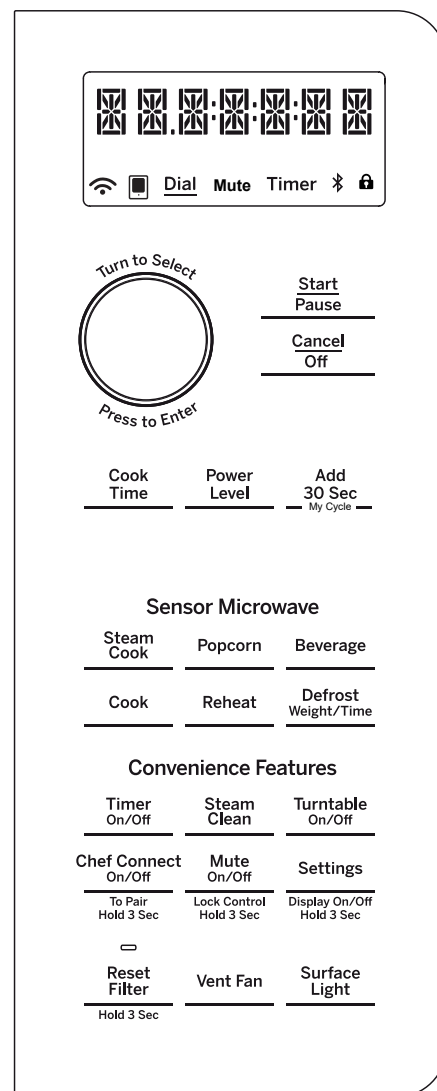 Dial Mute Timer
Turn to Select
Press to Enter
Start
Pause
Cancel
Off
Cook
Time
Power
Level
Add
30 Sec
My Cycle
Sensor Microwave
Steam
Cook
Popcorn
Beverage
Cook
Reheat
Defrost
Weight/Time
Convenience Features
Timer
On/Off
Steam
Clean
Turntable
On/Off
Chef Connect
On/Off
To Pair
Hold 3 Sec
Mute
On/Off
Lock Control
Hold 3 Sec
Settings
Display On/Off
Hold 3 Sec
Reset
Filter
Hold 3 Sec
Vent Fan
Surface
Light